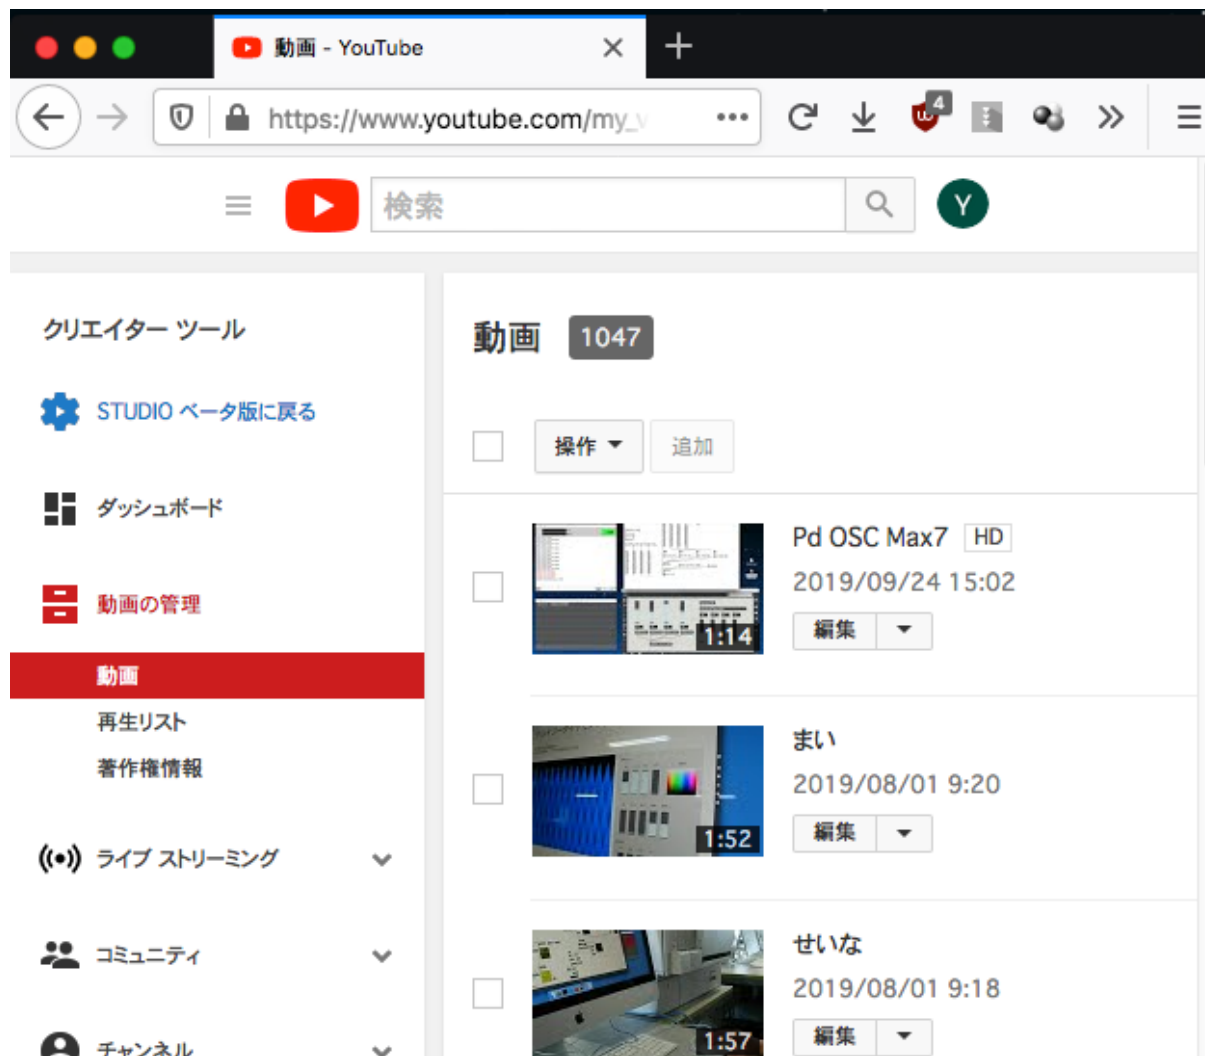 動画 - YouTube
https://www.youtube.com/my_v
4
検索
Y
クリエイター ツール
STUDIO ベータ版に戻る
ダッシュボード
動画の管理
動画
再生リスト
著作権情報
ライブ ストリーミング
コミュニティ
チャンネル
動画 1047
操作 追加
Pd OSC Max7 HD
2019/09/24 15:02
編集
1:14
まい
2019/08/01 9:20
編集
1:52
せいな
2019/08/01 9:18
編集
1:57